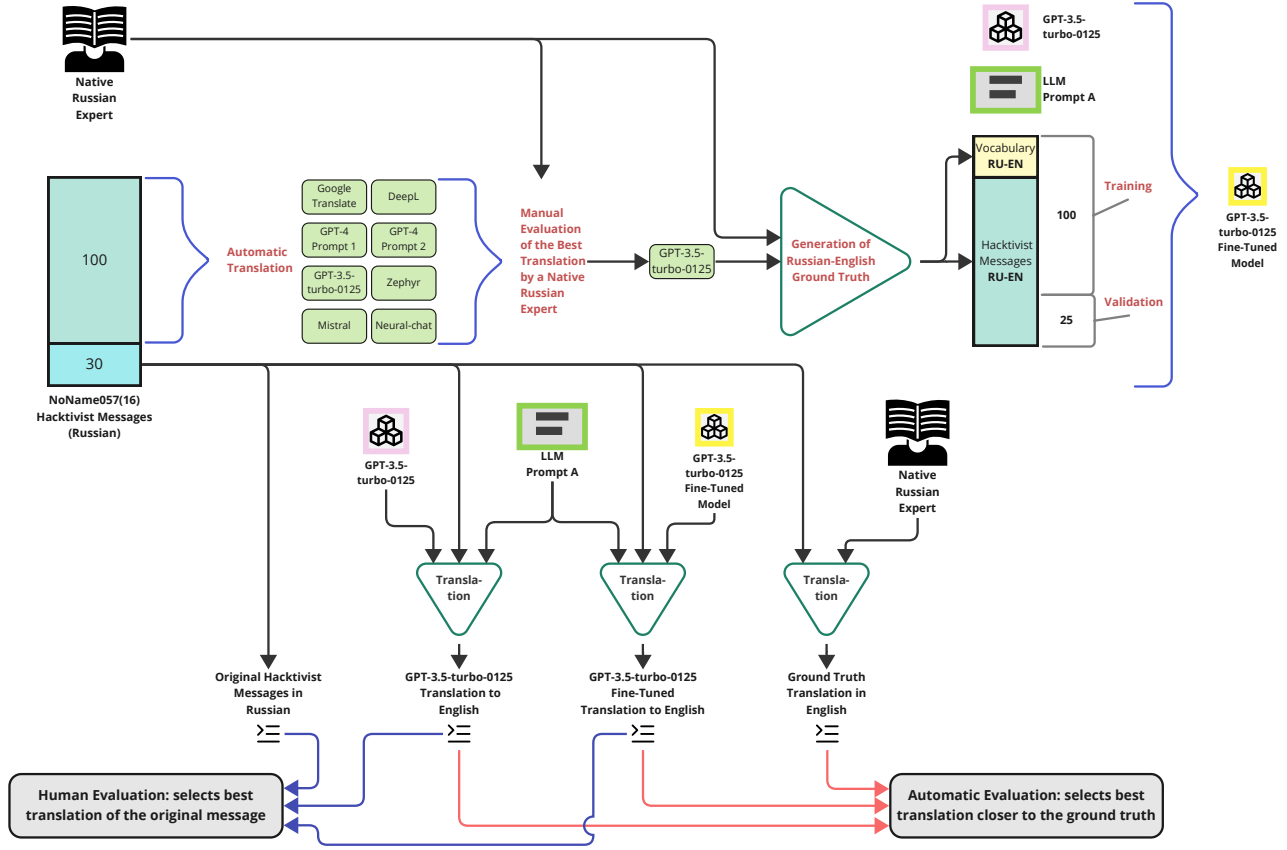 Native
Russian
Expert
GPT-3.5-
turbo-0125
LLM
Prompt A
Vocabulary
RU-EN
Hacktivist
Messages
RU-EN
100
Training
25
Validation
GPT-3.5-
turbo-0125
Fine-Tuned
Model
100
30
NoName057(16)
Hacktivist Messages
(Russian)
Automatic
Translation
Google
Translate
DeepL
GPT-4
Prompt 1
GPT-4
Prompt 2
GPT-3.5-
turbo-0125
Zephyr
Mistral
Neural-chat
Manual
Evaluation
of the Best
Translation
by a Native
Russian
Expert
GPT-3.5-
turbo-0125
Generation of
Russian-English
Ground Truth
GPT-3.5-
turbo-0125
LLM
Prompt A
GPT-3.5-
turbo-0125
Fine-Tuned
Model
Native
Russian
Expert
Transla-
tion
Transla-
tion
Transla-
tion
Original Hacktivist
Messages in
Russian
GPT-3.5-turbo-0125
Translation to
English
GPT-3.5-turbo-0125
Fine-Tuned
Translation to English
Ground Truth
Translation in
English
Human Evaluation: selects best
translation of the original message
Automatic Evaluation: selects best
translation closer to the ground truth